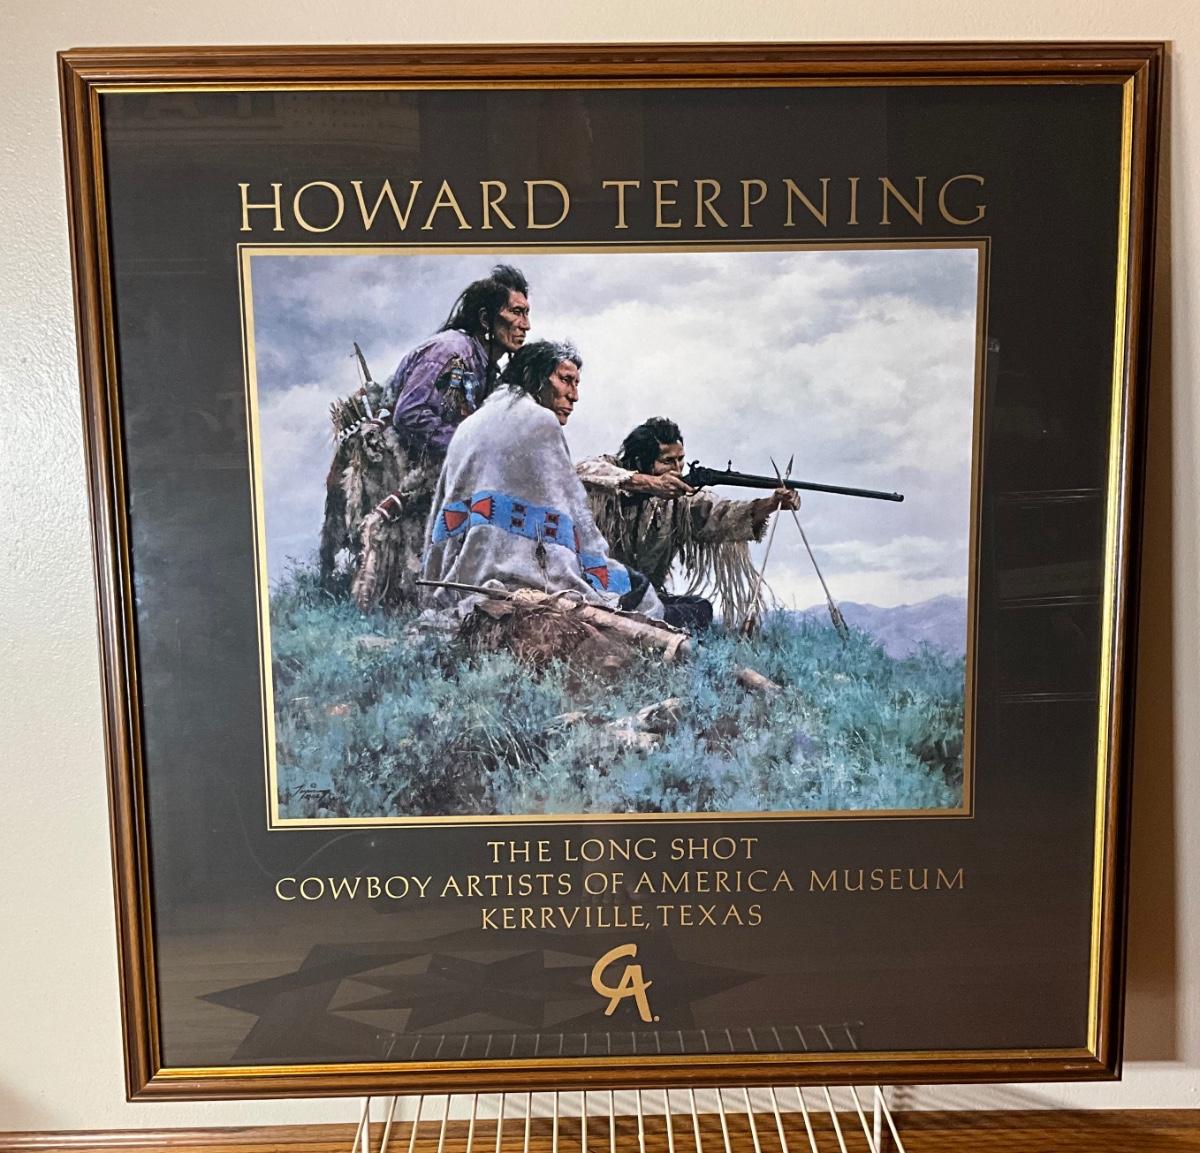 HOWARD TERPNING
THE LONG SHOT
COWBOY ARTISTS OF AMERICA MUSEUM
KERRVILLE, TEXAS
CA